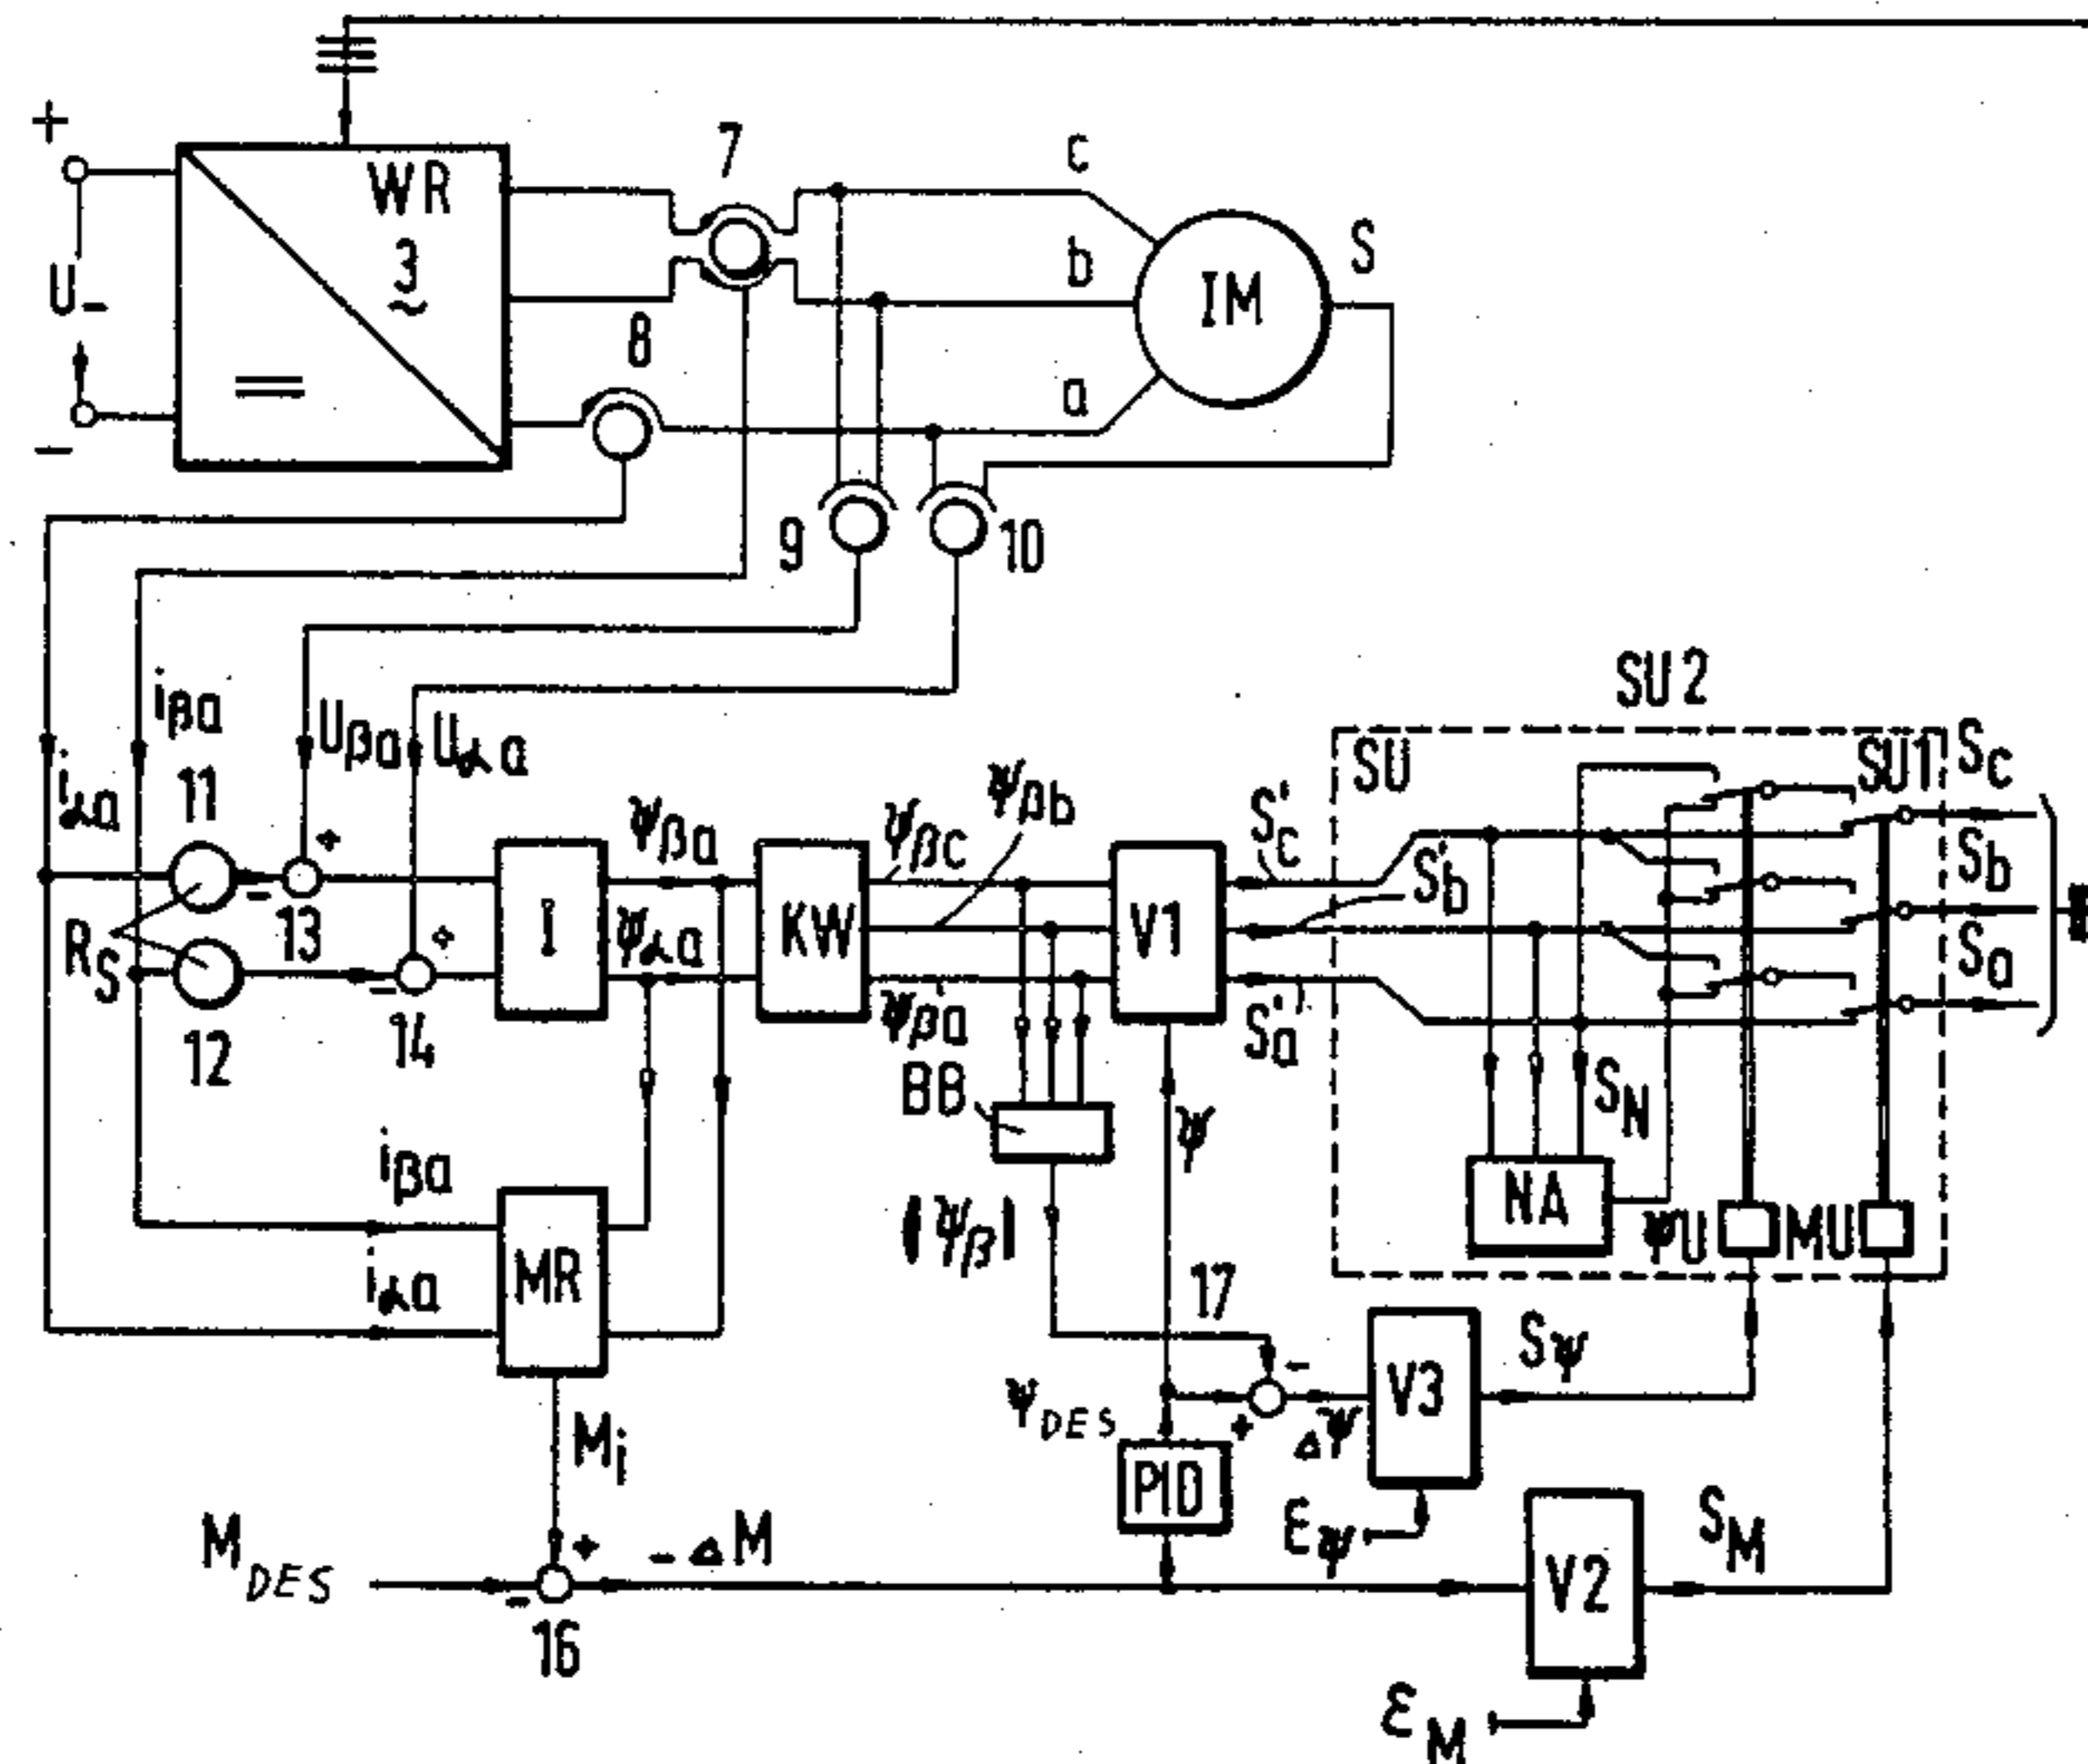 +
WR
3
~
=
U_
−
7
8
c
b
a
IM
S
9
10
iβa
Uβa
Uαa
iαa
11
13
RS
12
14
+
−
+
−
I
ψβa
ψαa
KW
ψβc
ψβb
ψβa
V1
S'c
S'b
S'a
SU2
SU
SU1
Sc
Sb
Sa
BB
ψ
SN
NA
ψU
MU
|ψβ|
iβa
iαa
MR
17
V3
Sψ
ψDES
−
+
Δψ
PID
εψ
Mi
MDES
+
−
−ΔM
16
V2
SM
εM